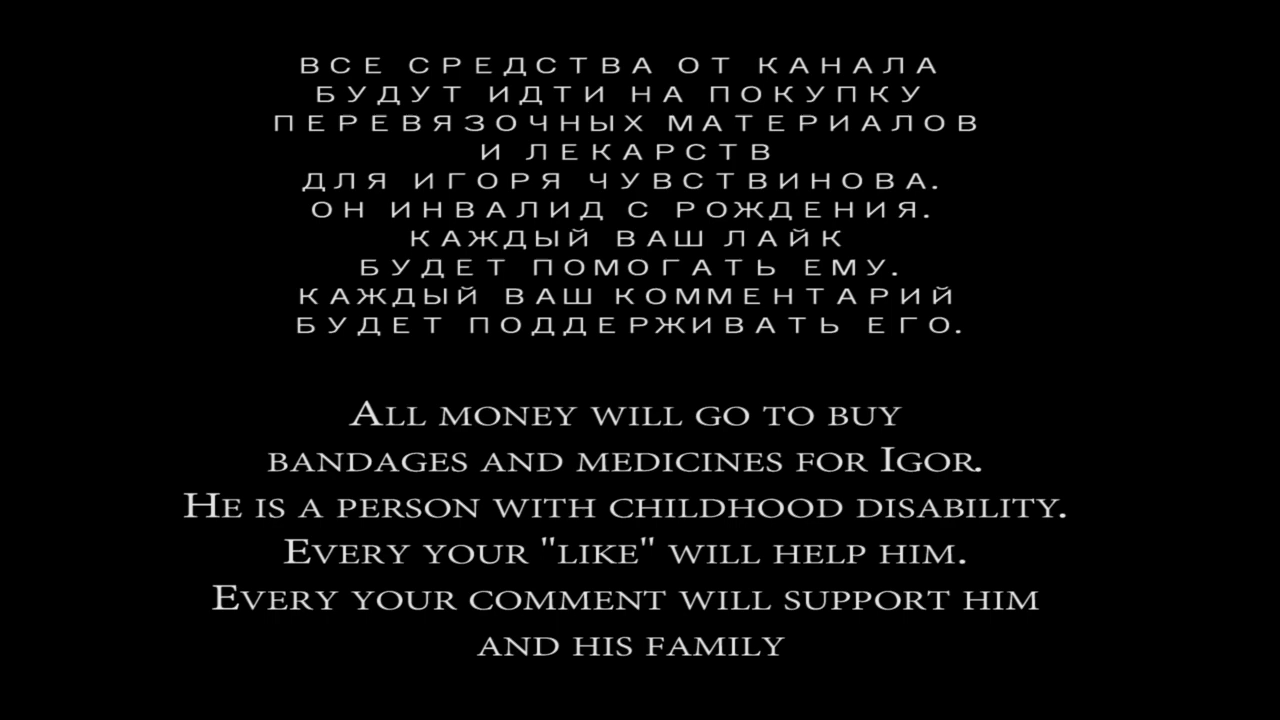 ВСЕ СРЕДСТВА ОТ КАНАЛА
БУДУТ ИДТИ НА ПОКУПКУ
ПЕРЕВЯЗОЧНЫХ МАТЕРИАЛОВ
И ЛЕКАРСТВ
ДЛЯ ИГОРЯ ЧУВСТВИНОВА.
ОН ИНВАЛИД С РОЖДЕНИЯ.
КАЖДЫЙ ВАШ ЛАЙК
БУДЕТ ПОМОГАТЬ ЕМУ.
КАЖДЫЙ ВАШ КОММЕНТАРИЙ
БУДЕТ ПОДДЕРЖИВАТЬ ЕГО.
ALL MONEY WILL GO TO BUY
BANDAGES AND MEDICINES FOR IGOR.
HE IS A PERSON WITH CHILDHOOD DISABILITY.
EVERY YOUR "LIKE" WILL HELP HIM.
EVERY YOUR COMMENT WILL SUPPORT HIM
AND HIS FAMILY